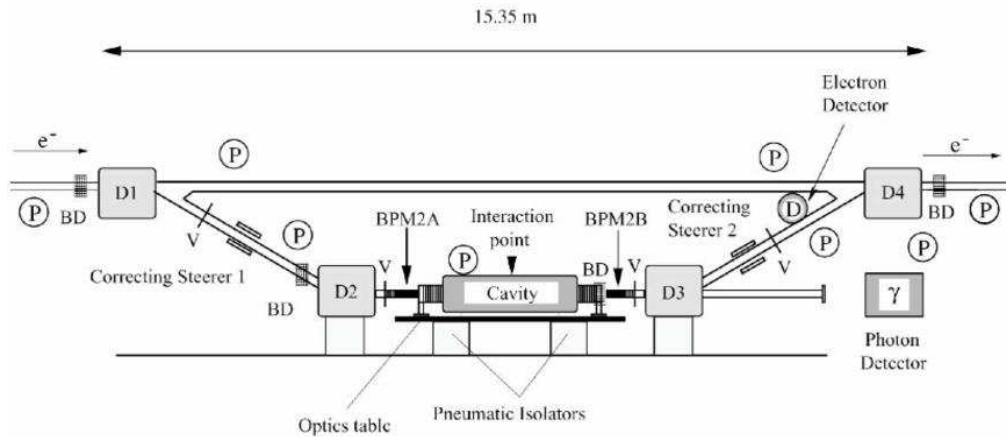 15.35 m
Electron
Detector
e⁻
e⁻
P
P
D1
D4
P
BD
BPM2A
Interaction
point
BPM2B
Correcting
Steerer 2
D
BD
P
V
P
P
P
Correcting Steerer 1
V
P
BD
V
BD
D2
Cavity
D3
γ
Photon
Detector
Optics table
Pneumatic Isolators